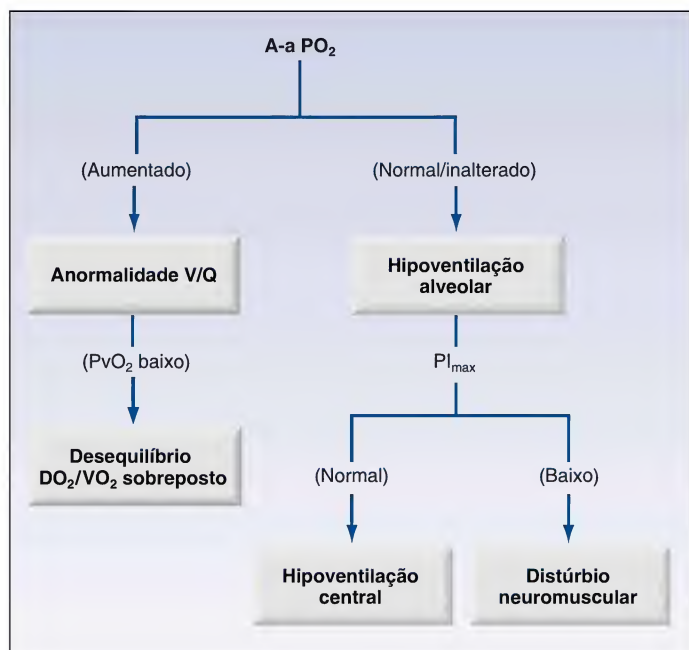 A-a PO₂
(Aumentado)
(Normal/inalterado)
Anormalidade V/Q
Hipoventilação
alveolar
(PvO₂ baixo)
PImax
Desequilíbrio
DO₂/VO₂ sobreposto
(Normal)
(Baixo)
Hipoventilação
central
Distúrbio
neuromuscular